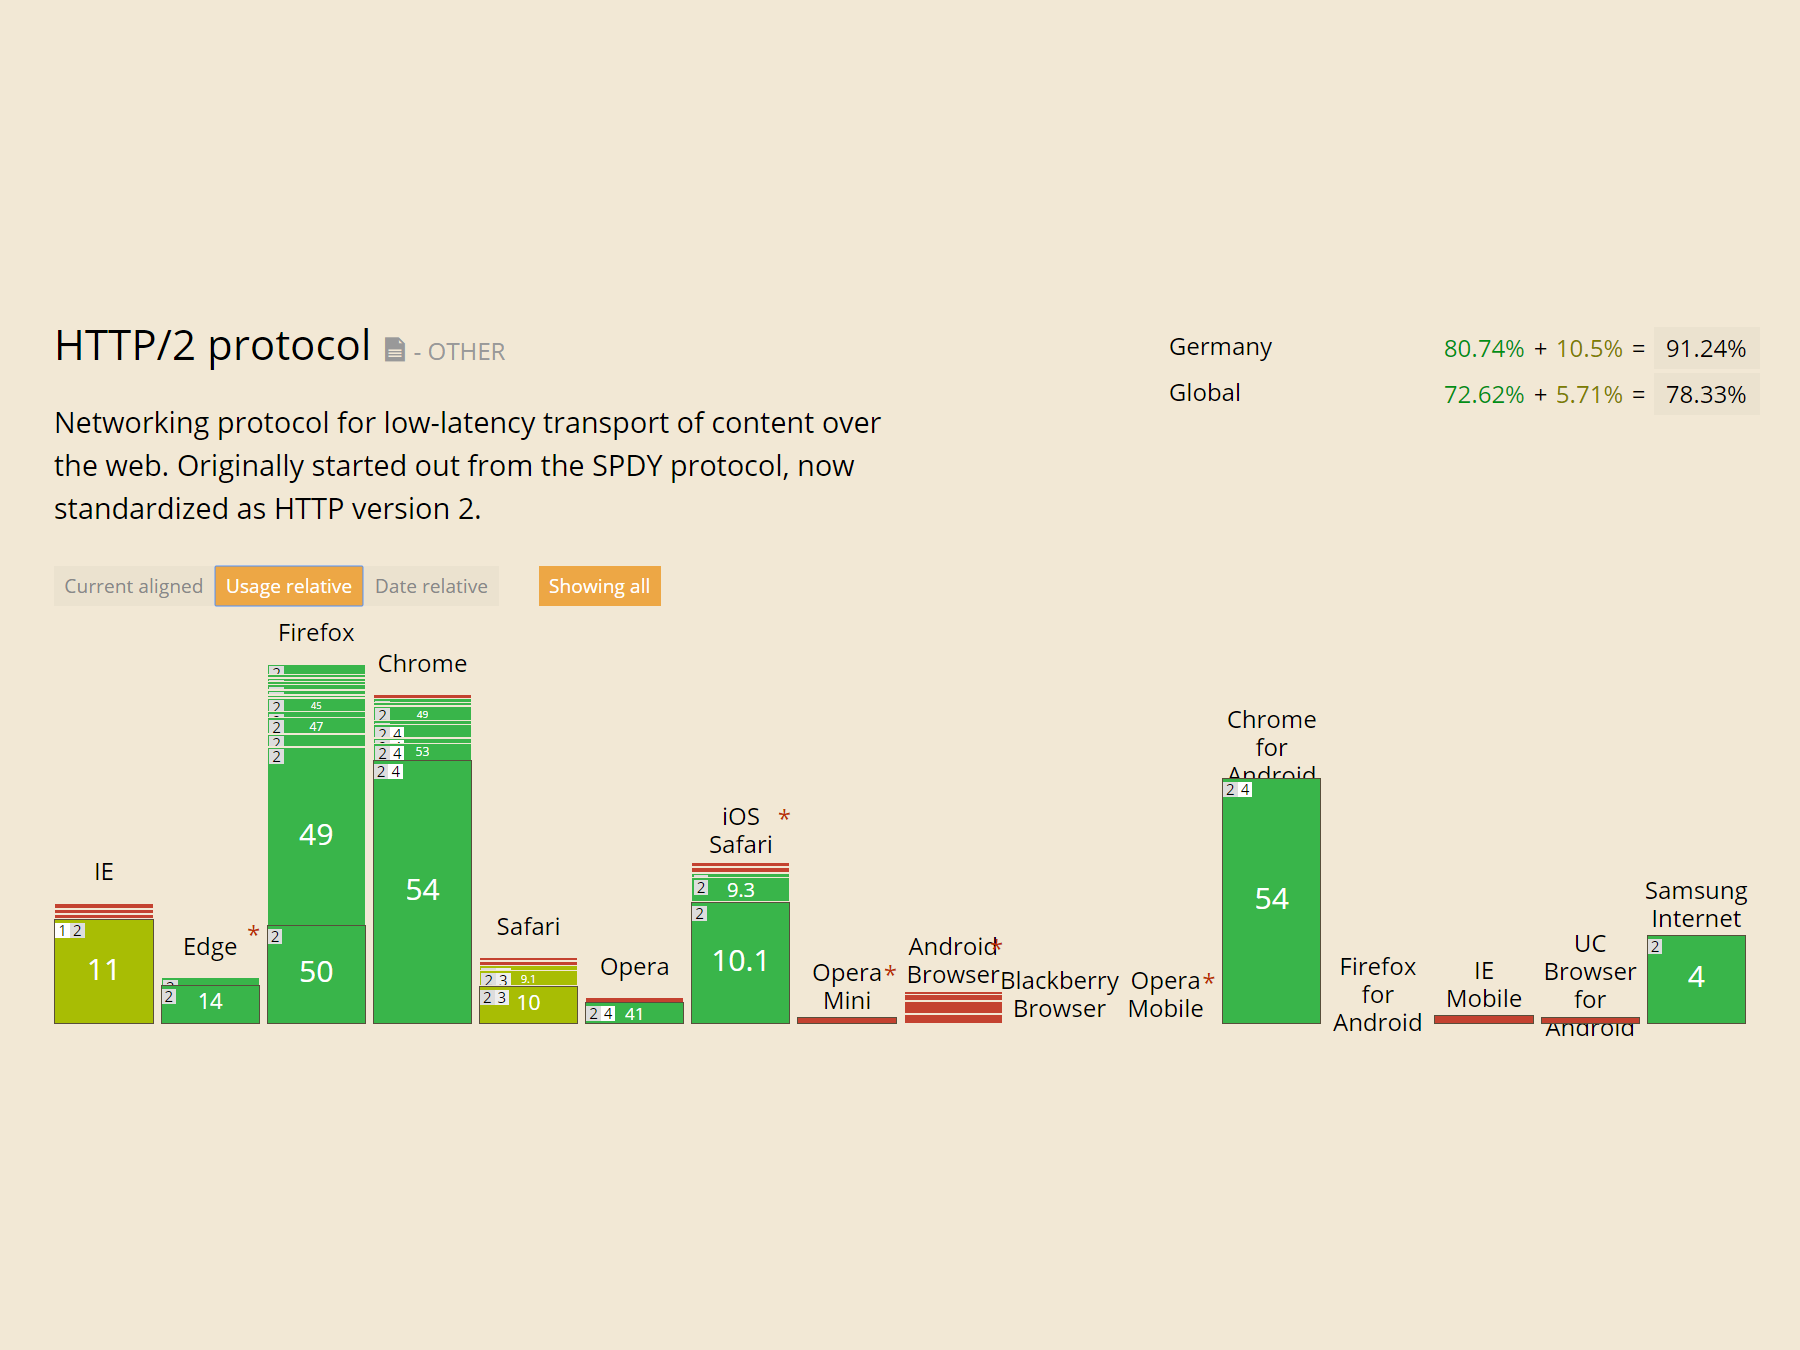 HTTP/2 protocol - OTHER
Germany 80.74% + 10.5% = 91.24%
Global 72.62% + 5.71% = 78.33%
Networking protocol for low-latency transport of content over
the web. Originally started out from the SPDY protocol, now
standardized as HTTP version 2.
Current aligned Usage relative Date relative Showing all
IE
1 2
11
Edge *
2
14
Firefox
2
2 45
2 47
2
2
49
2
50
Chrome
2 49
2 4
2 4 53
2 4
54
Safari
2 3 9.1
2 3 10
Opera
2 4 41
iOS *
Safari
2 9.3
2
10.1
Opera *
Mini
Android *
Browser
Blackberry
Browser
Opera *
Mobile
Chrome
for
Android
2 4
54
Firefox
for
Android
IE
Mobile
UC
Browser
for
Android
Samsung
Internet
2
4